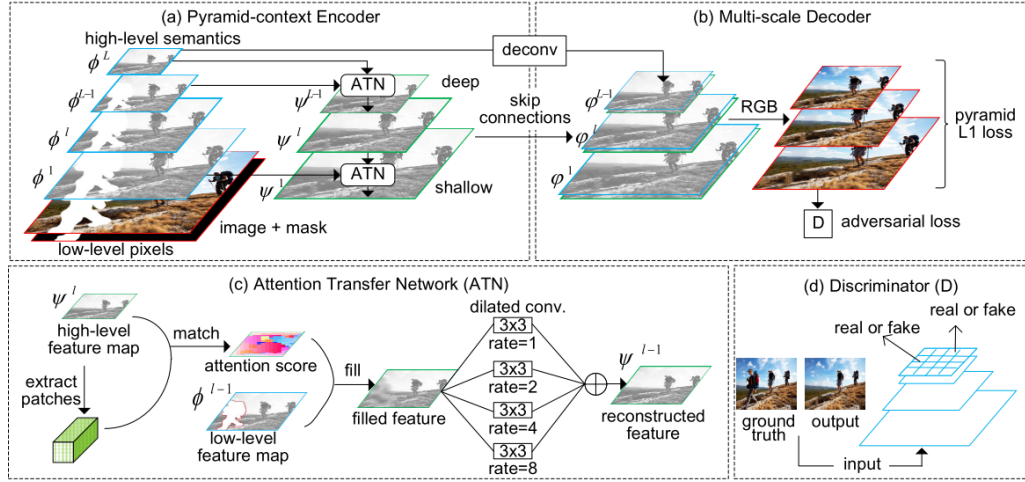 (a) Pyramid-context Encoder
high-level semantics
ϕ^L
ϕ^{L-1}
ϕ^l
ϕ^1
ATN
ATN
ψ^{L-1}
ψ^l
ψ^1
deep
shallow
image + mask
low-level pixels
deconv
skip
connections
(b) Multi-scale Decoder
φ^{L-1}
φ^l
φ^1
RGB
pyramid
L1 loss
D
adversarial loss
(c) Attention Transfer Network (ATN)
ψ^l
high-level
feature map
extract
patches
match
attention score
ϕ^{l-1}
low-level
feature map
fill
filled feature
dilated conv.
3x3
rate=1
3x3
rate=2
3x3
rate=4
3x3
rate=8
ψ^{l-1}
reconstructed
feature
(d) Discriminator (D)
real or fake
real or fake
ground
truth
output
input